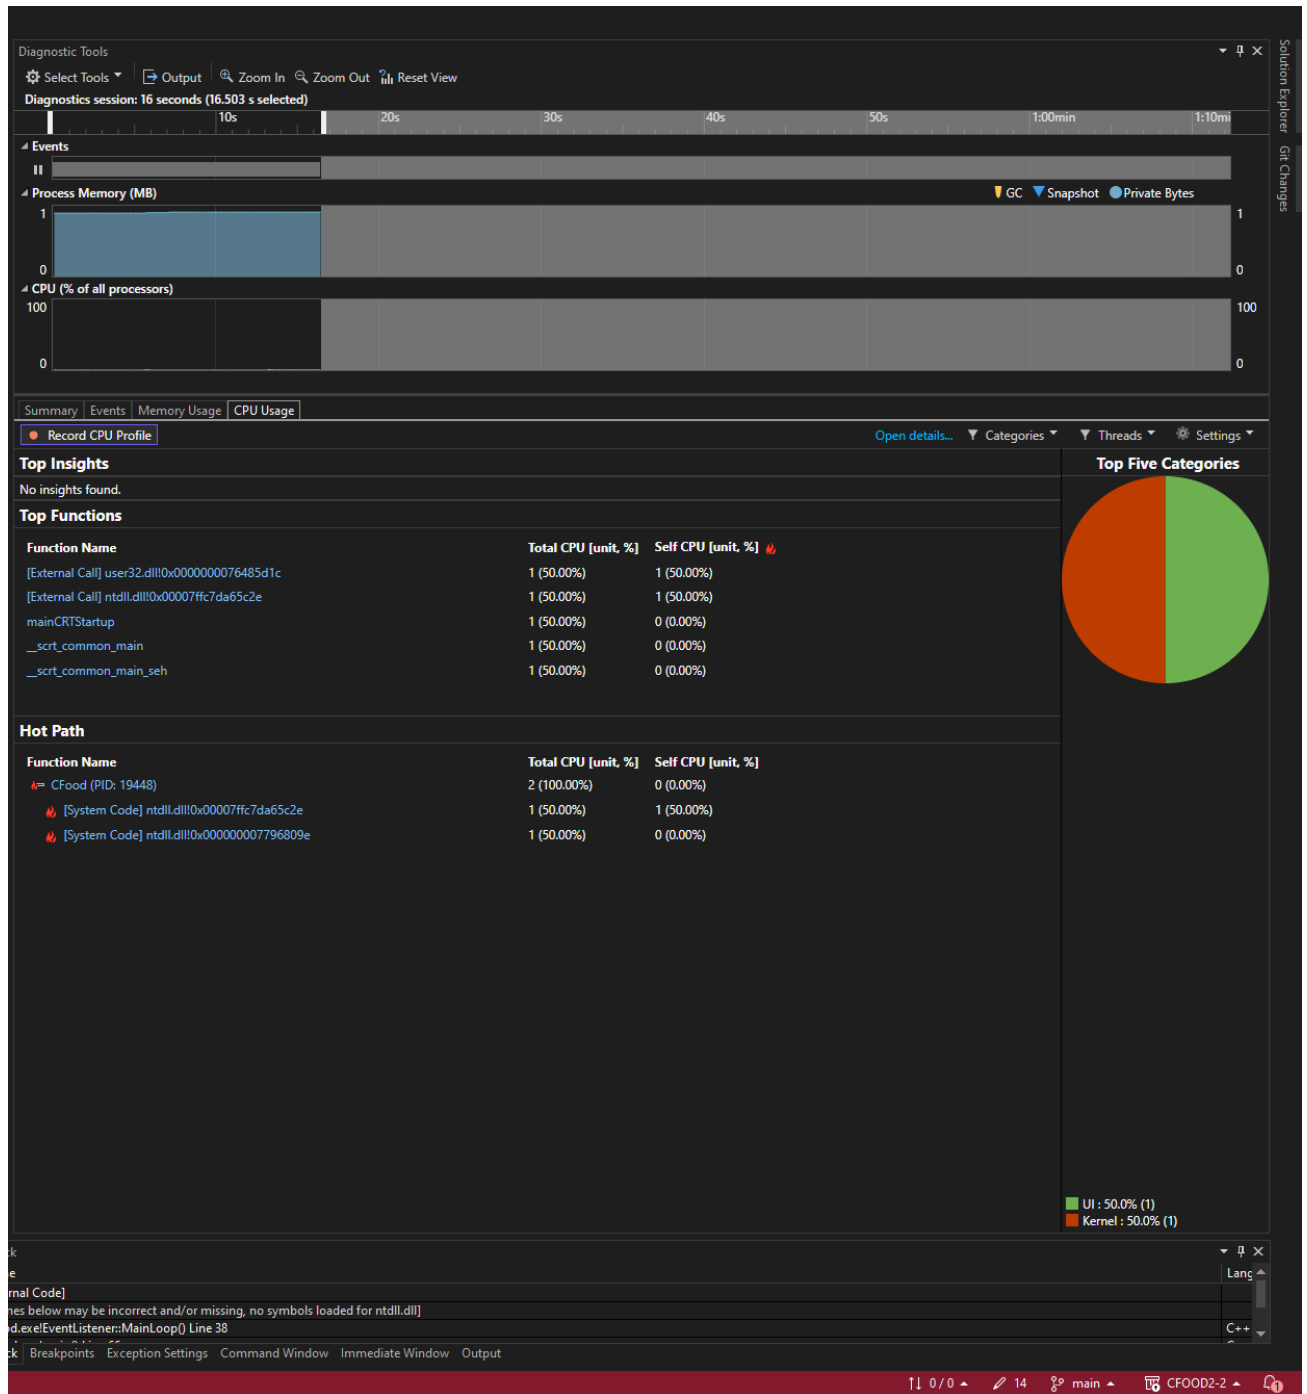 Diagnostic Tools
Select Tools Output Zoom In Zoom Out Reset View
Diagnostics session: 16 seconds (16.503 s selected)
10s 20s 30s 40s 50s 1:00min 1:10mi
Events
Process Memory (MB) GC Snapshot Private Bytes
1 1
0 0
CPU (% of all processors)
100 100
0 0
Summary Events Memory Usage CPU Usage
Record CPU Profile Open details... Categories Threads Settings
Top Insights Top Five Categories
No insights found.
Top Functions
Function Name Total CPU [unit, %] Self CPU [unit, %]
[External Call] user32.dll!0x0000000076485d1c 1 (50.00%) 1 (50.00%)
[External Call] ntdll.dll!0x00007ffc7da65c2e 1 (50.00%) 1 (50.00%)
mainCRTStartup 1 (50.00%) 0 (0.00%)
__scrt_common_main 1 (50.00%) 0 (0.00%)
__scrt_common_main_seh 1 (50.00%) 0 (0.00%)
Hot Path
Function Name Total CPU [unit, %] Self CPU [unit, %]
CFood (PID: 19448) 2 (100.00%) 0 (0.00%)
[System Code] ntdll.dll!0x00007ffc7da65c2e 1 (50.00%) 1 (50.00%)
[System Code] ntdll.dll!0x000000007796809e 1 (50.00%) 0 (0.00%)
UI : 50.0% (1)
Kernel : 50.0% (1)
ck
e Lang
rnal Code]
nes below may be incorrect and/or missing, no symbols loaded for ntdll.dll]
od.exe!EventListener::MainLoop() Line 38 C++
ck Breakpoints Exception Settings Command Window Immediate Window Output
0 / 0 14 main CFOOD2-2 1
Solution Explorer
Git Changes